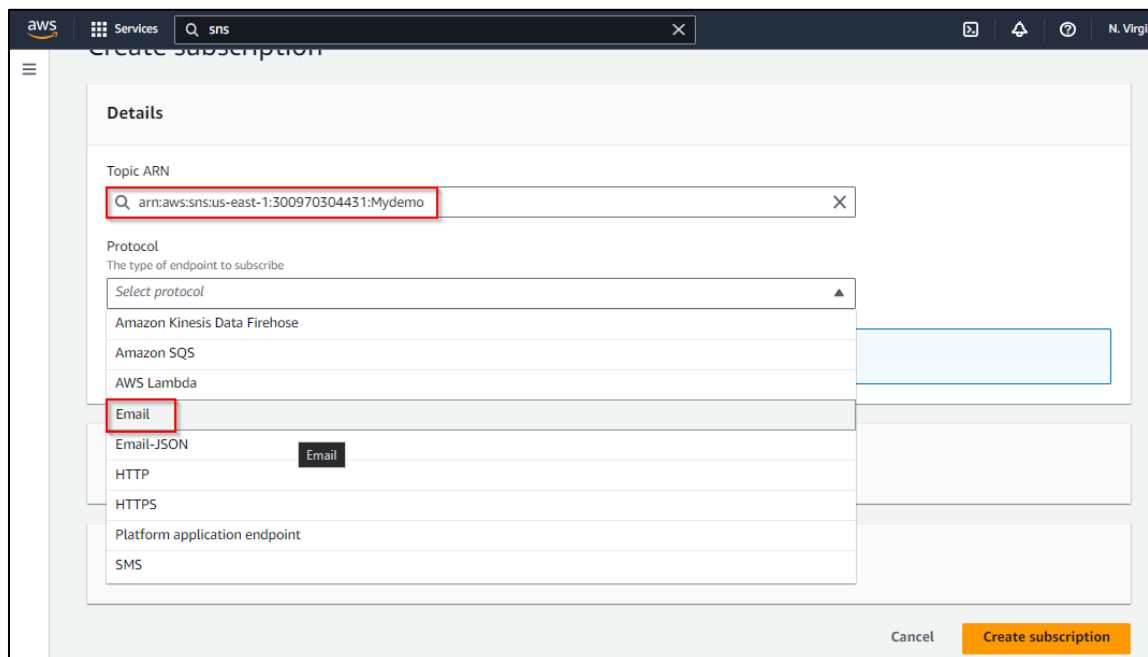 aws Services sns N. Virgi
Create subscription
Details
Topic ARN
arn:aws:sns:us-east-1:300970304431:Mydemo
Protocol
The type of endpoint to subscribe
Select protocol
Amazon Kinesis Data Firehose
Amazon SQS
AWS Lambda
Email
Email-JSON
Email
HTTP
HTTPS
Platform application endpoint
SMS
Cancel Create subscription